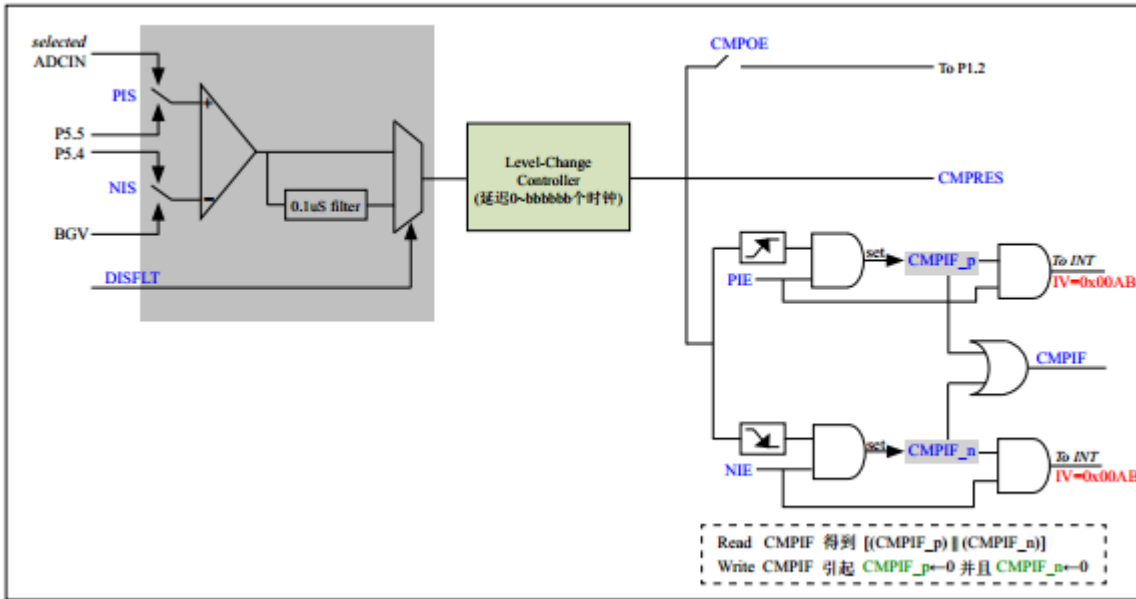 selected
ADCIN
PIS
P5.5
P5.4
NIS
BGV
DISFLT
+
-
0.1uS filter
Level-Change
Controller
(延迟0~bbbbbb个时钟)
CMPOE
To P1.2
CMPRES
PIE
set
CMPIF_p
To INT
IV=0x00AB
CMPIF
NIE
set
CMPIF_n
To INT
IV=0x00AB
Read CMPIF 得到 [(CMPIF_p) || (CMPIF_n)]
Write CMPIF 引起 CMPIF_p←0 并且 CMPIF_n←0